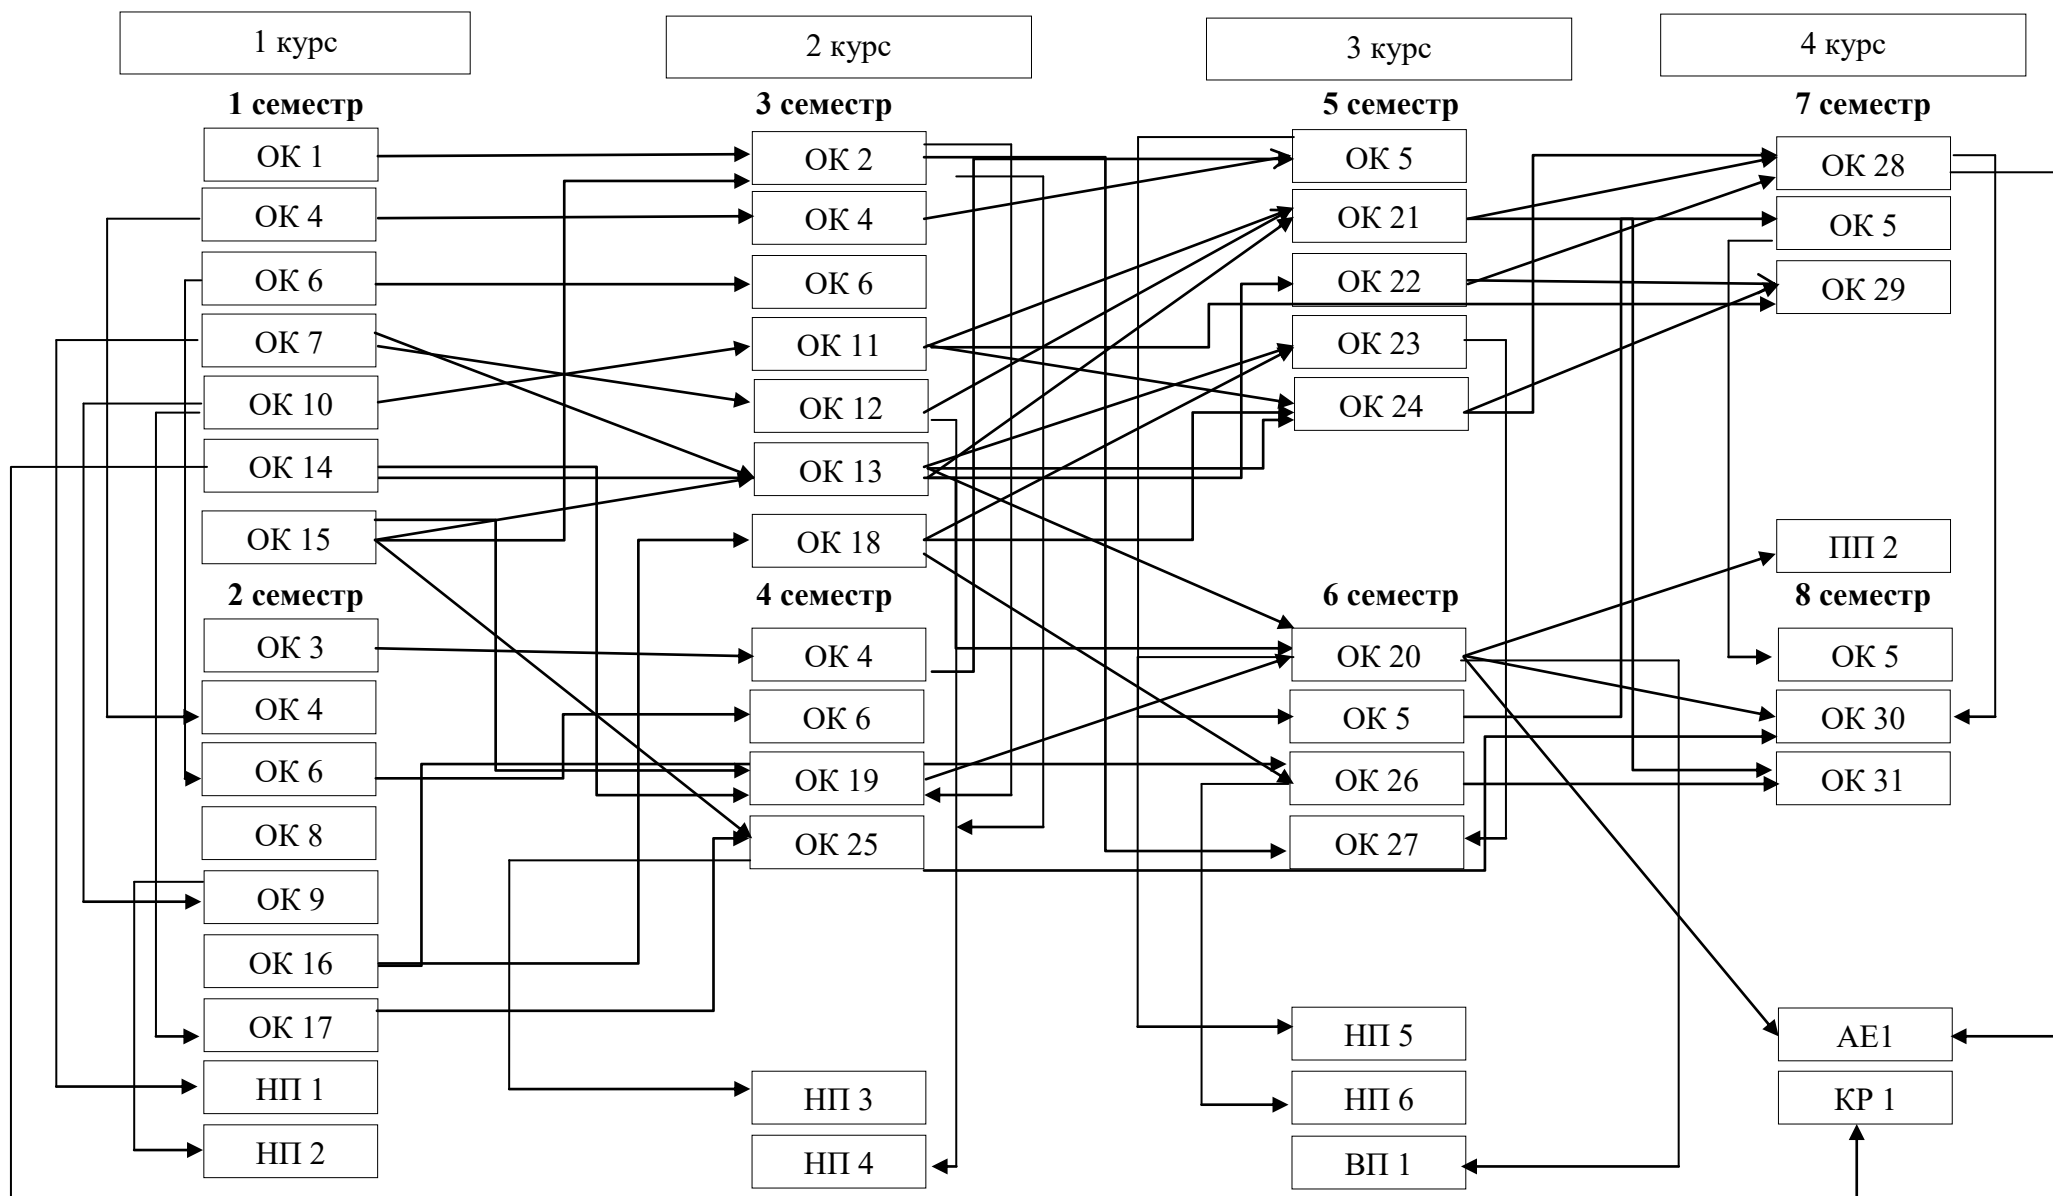 1 курс
2 курс
3 курс
4 курс
1 семестр
ОК 1
ОК 4
ОК 6
ОК 7
ОК 10
ОК 14
ОК 15
2 семестр
ОК 3
ОК 4
ОК 6
ОК 8
ОК 9
ОК 16
ОК 17
НП 1
НП 2
3 семестр
ОК 2
ОК 4
ОК 6
ОК 11
ОК 12
ОК 13
ОК 18
4 семестр
ОК 4
ОК 6
ОК 19
ОК 25
НП 3
НП 4
5 семестр
ОК 5
ОК 21
ОК 22
ОК 23
ОК 24
6 семестр
ОК 20
ОК 5
ОК 26
ОК 27
НП 5
НП 6
ВП 1
7 семестр
ОК 28
ОК 5
ОК 29
ПП 2
8 семестр
ОК 5
ОК 30
ОК 31
АЕ1
КР 1